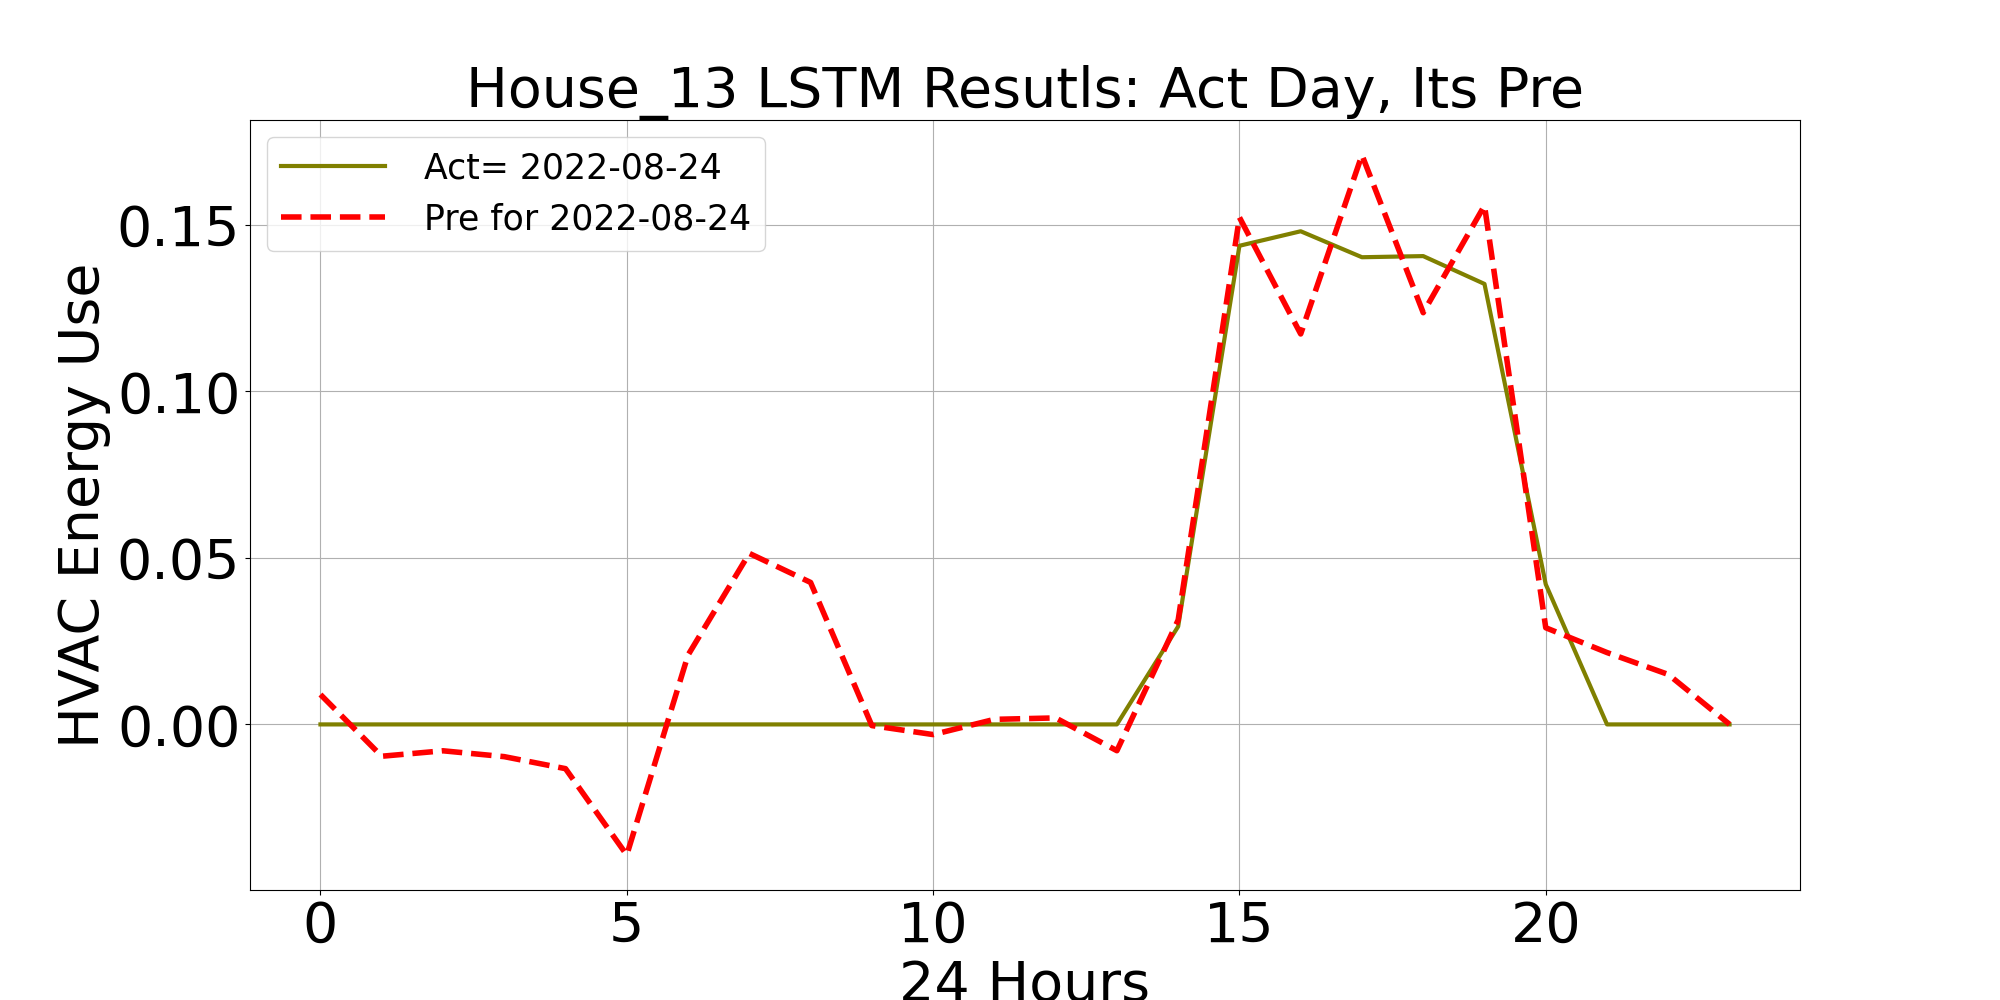 House_13 LSTM Resutls: Act Day, Its Pre
Act= 2022-08-24
Pre for 2022-08-24
HVAC Energy Use
0.15
0.10
0.05
0.00
0 5 10 15 20
24 Hours